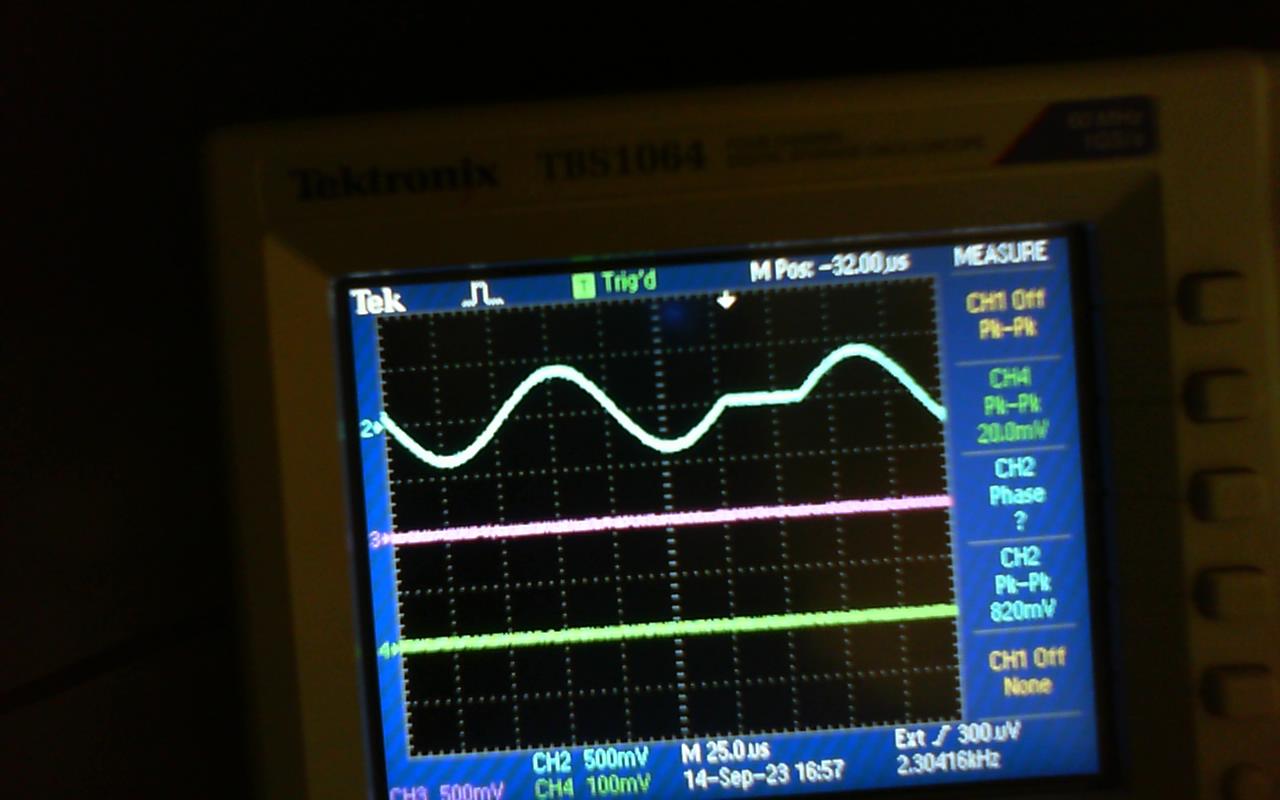 Tektronix TBS1064
Tek Trig'd M Pos: -32.00µs MEASURE
CH1 Off
Pk-Pk
CH4
Pk-Pk
20.0mV
CH2
Phase
?
CH2
Pk-Pk
820mV
CH1 Off
None
2
3
4
CH2 500mV M 25.0µs Ext 300µV
CH3 500mV CH4 100mV 14-Sep-23 16:57 2.30416kHz